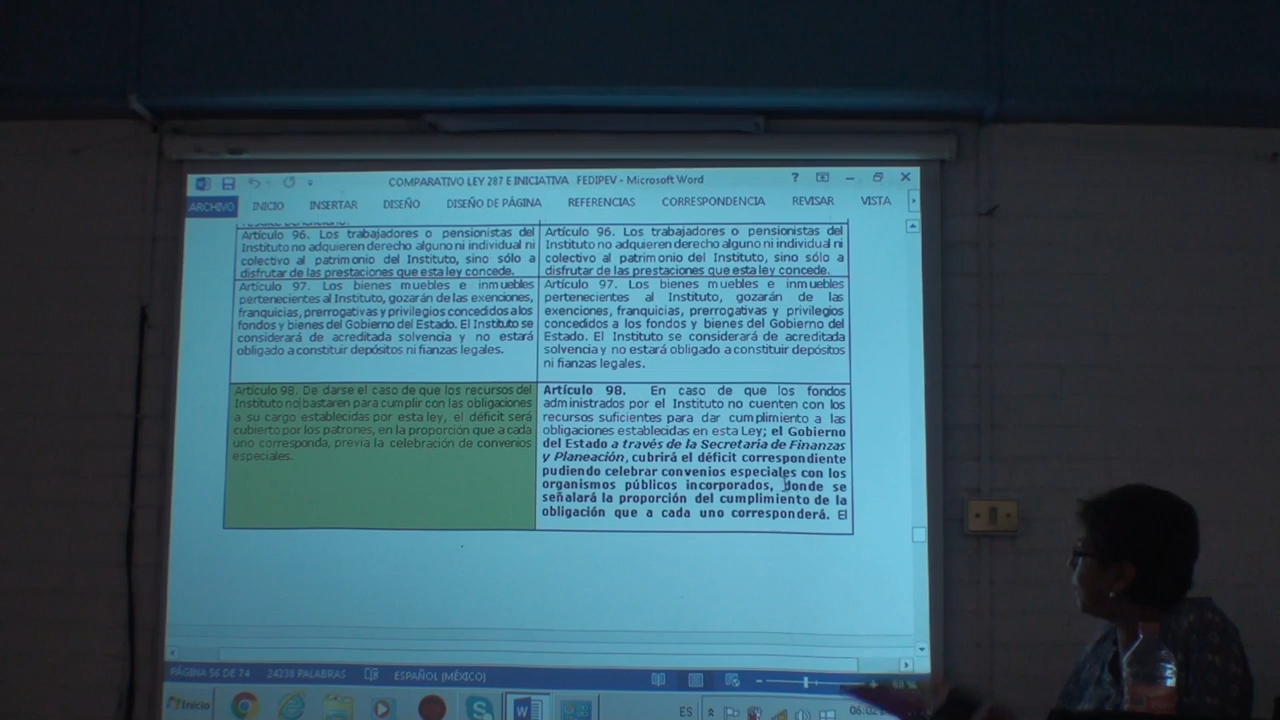 COMPARATIVO LEY 287 E INICIATIVA FEDIPEV - Microsoft Word
ARCHIVO INICIO INSERTAR DISEÑO DISEÑO DE PÁGINA REFERENCIAS CORRESPONDENCIA REVISAR VISTA
Artículo 96. Los trabajadores o pensionistas del
Instituto no adquieren derecho alguno ni individual ni
colectivo al patrimonio del Instituto, sino sólo a
disfrutar de las prestaciones que esta ley concede.
Artículo 96. Los trabajadores o pensionistas del
Instituto no adquieren derecho alguno ni individual ni
colectivo al patrimonio del Instituto, sino sólo a
disfrutar de las prestaciones que esta ley concede.
Artículo 97. Los bienes muebles e inmuebles
pertenecientes al Instituto, gozarán de las exenciones,
franquicias, prerrogativas y privilegios concedidos a los
fondos y bienes del Gobierno del Estado. El Instituto se
considerará de acreditada solvencia y no estará
obligado a constituir depósitos ni fianzas legales.
Artículo 97. Los bienes muebles e inmuebles
pertenecientes al Instituto, gozarán de las
exenciones, franquicias, prerrogativas y privilegios
concedidos a los fondos y bienes del Gobierno del
Estado. El Instituto se considerará de acreditada
solvencia y no estará obligado a constituir depósitos
ni fianzas legales.
Artículo 98. De darse el caso de que los recursos del
Instituto no bastaren para cumplir con las obligaciones
a su cargo establecidas por esta ley, el déficit será
cubierto por los patrones, en la proporción que a cada
uno corresponda, previa la celebración de convenios
especiales.
Artículo 98. En caso de que los fondos
administrados por el Instituto no cuenten con los
recursos suficientes para dar cumplimiento a las
obligaciones establecidas en esta Ley; el Gobierno
del Estado a través de la Secretaría de Finanzas
y Planeación, cubrirá el déficit correspondiente
pudiendo celebrar convenios especiales con los
organismos públicos incorporados, donde se
señalará la proporción del cumplimiento de la
obligación que a cada uno corresponderá. El
PÁGINA 56 DE 74 24238 PALABRAS ESPAÑOL (MÉXICO)
Inicio ES